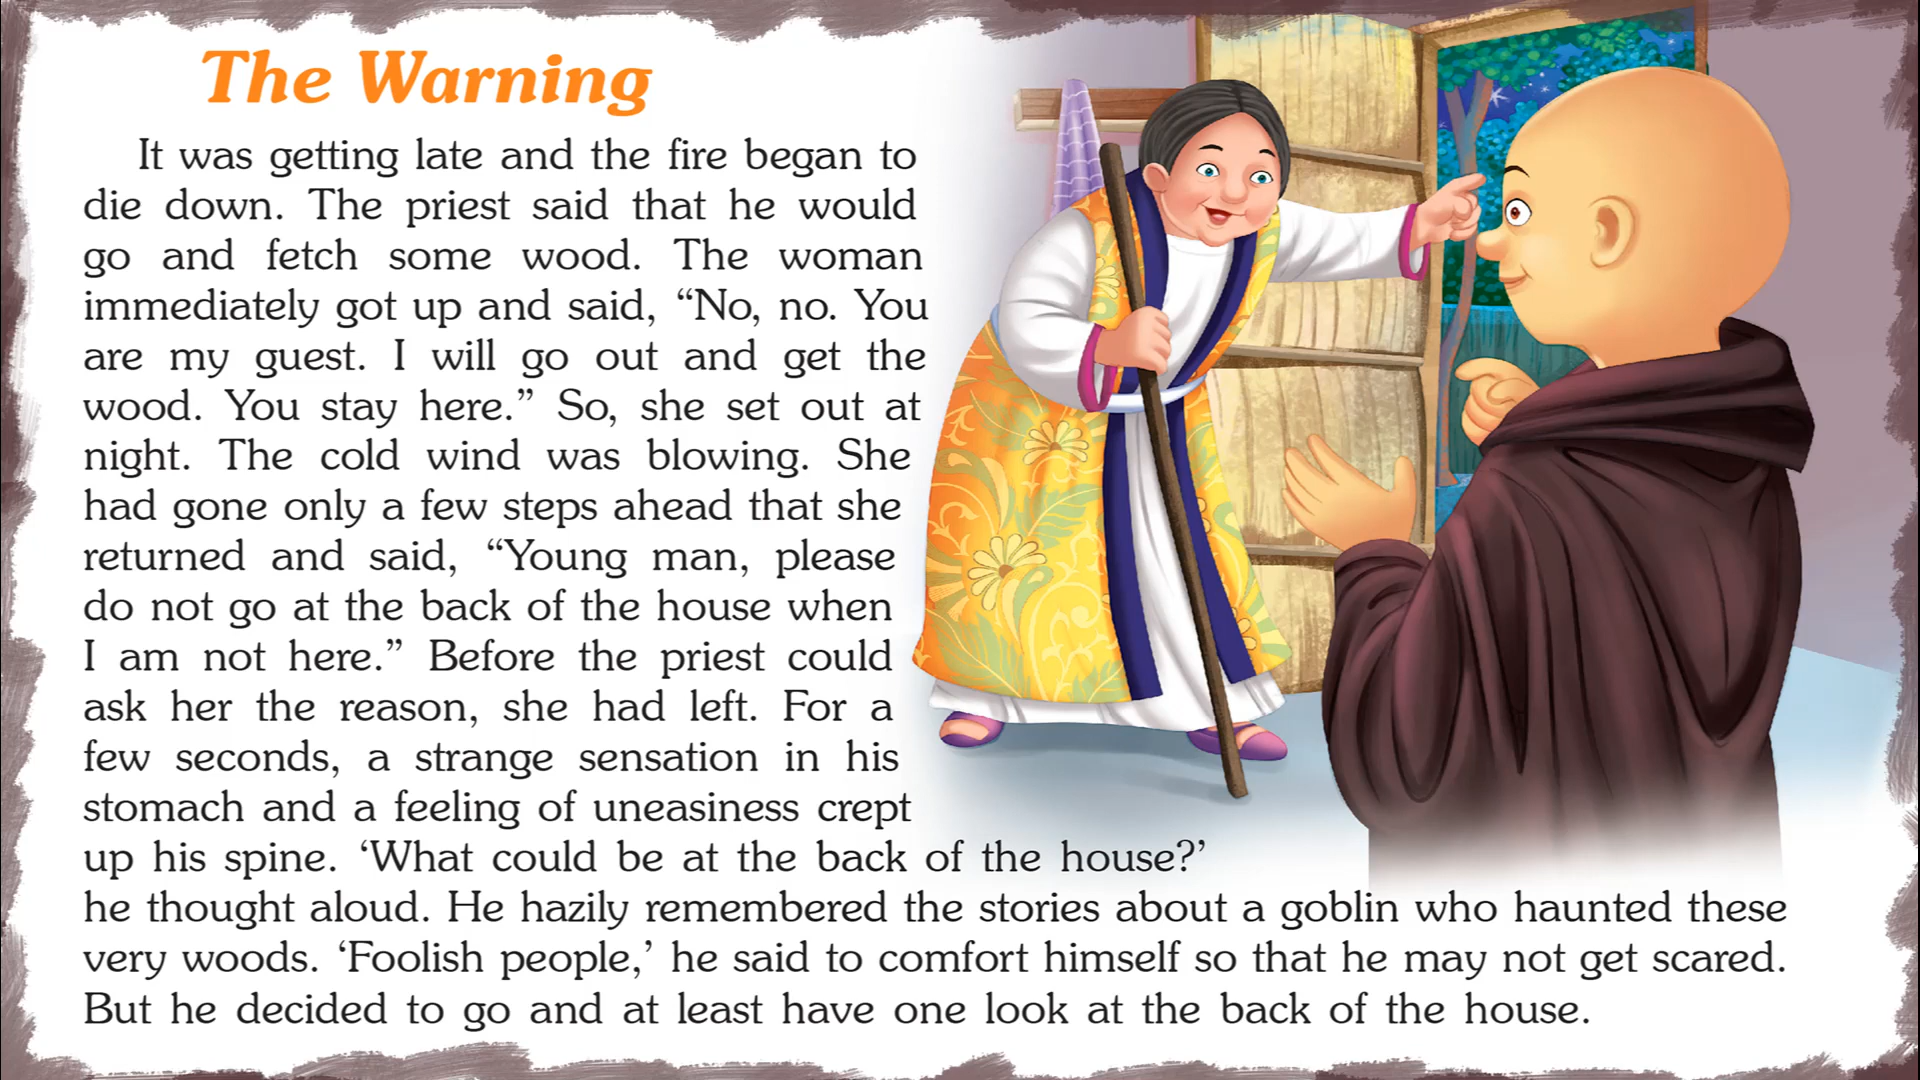 The Warning
It was getting late and the fire began to
die down. The priest said that he would
go and fetch some wood. The woman
immediately got up and said, “No, no. You
are my guest. I will go out and get the
wood. You stay here.” So, she set out at
night. The cold wind was blowing. She
had gone only a few steps ahead that she
returned and said, “Young man, please
do not go at the back of the house when
I am not here.” Before the priest could
ask her the reason, she had left. For a
few seconds, a strange sensation in his
stomach and a feeling of uneasiness crept
up his spine. ‘What could be at the back of the house?’
he thought aloud. He hazily remembered the stories about a goblin who haunted these
very woods. ‘Foolish people,’ he said to comfort himself so that he may not get scared.
But he decided to go and at least have one look at the back of the house.